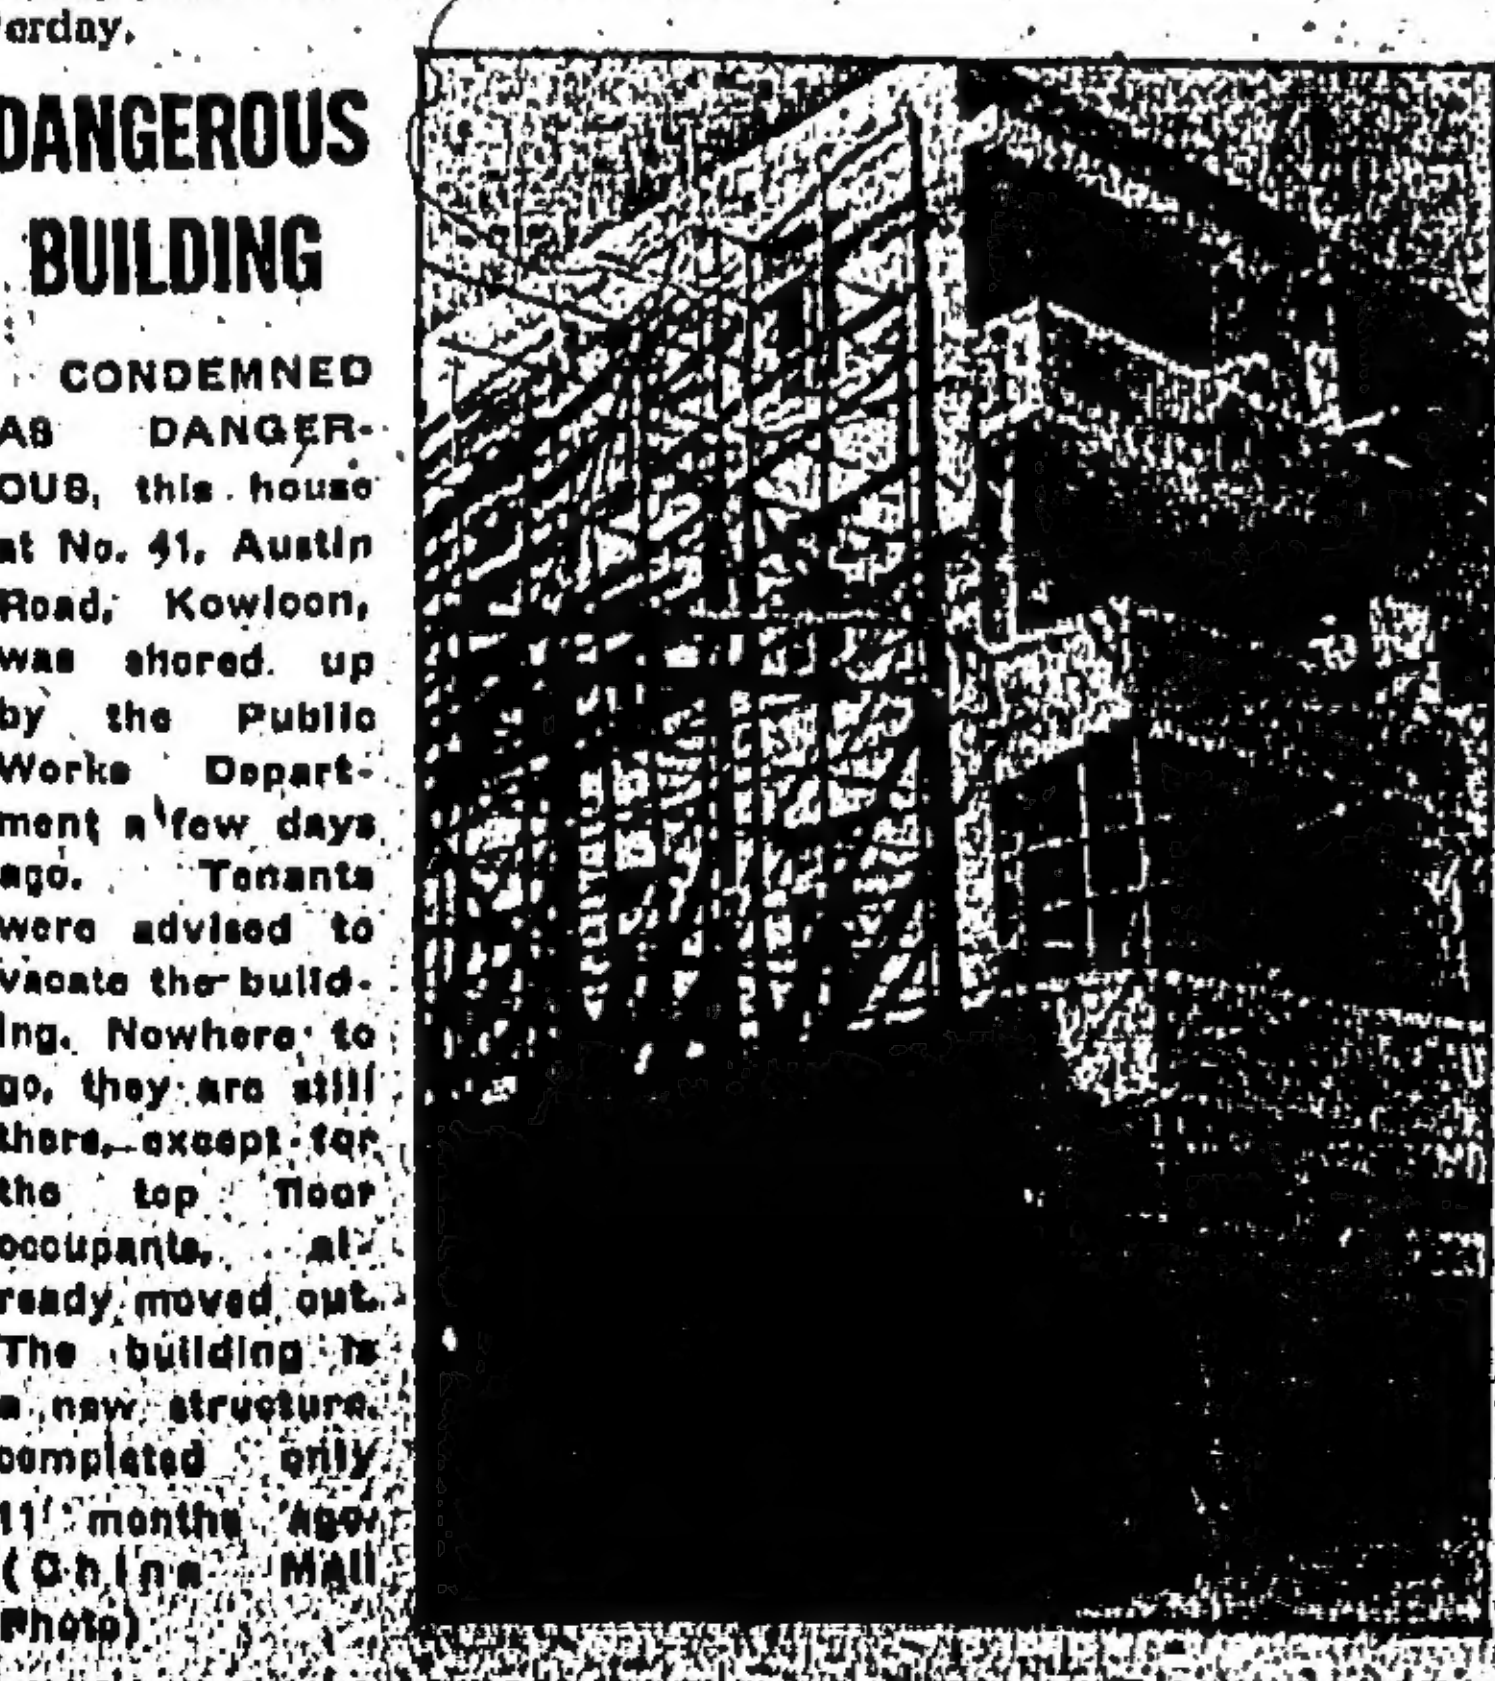 erday.
DANGEROUS
BUILDING
CONDEMNED
AS DANGER-
OUS, this house
at No. 41, Austin
Road, Kowloon,
was shored up
by the Public
Works Depart-
ment a few days
ago. Tenants
were advised to
vacate the build-
ing. Nowhere to
go, they are still
there, except for
the top floor
occupants, al-
ready moved out.
The building is
a new structure,
completed only
11 months ago.
(China Mail
Photo)